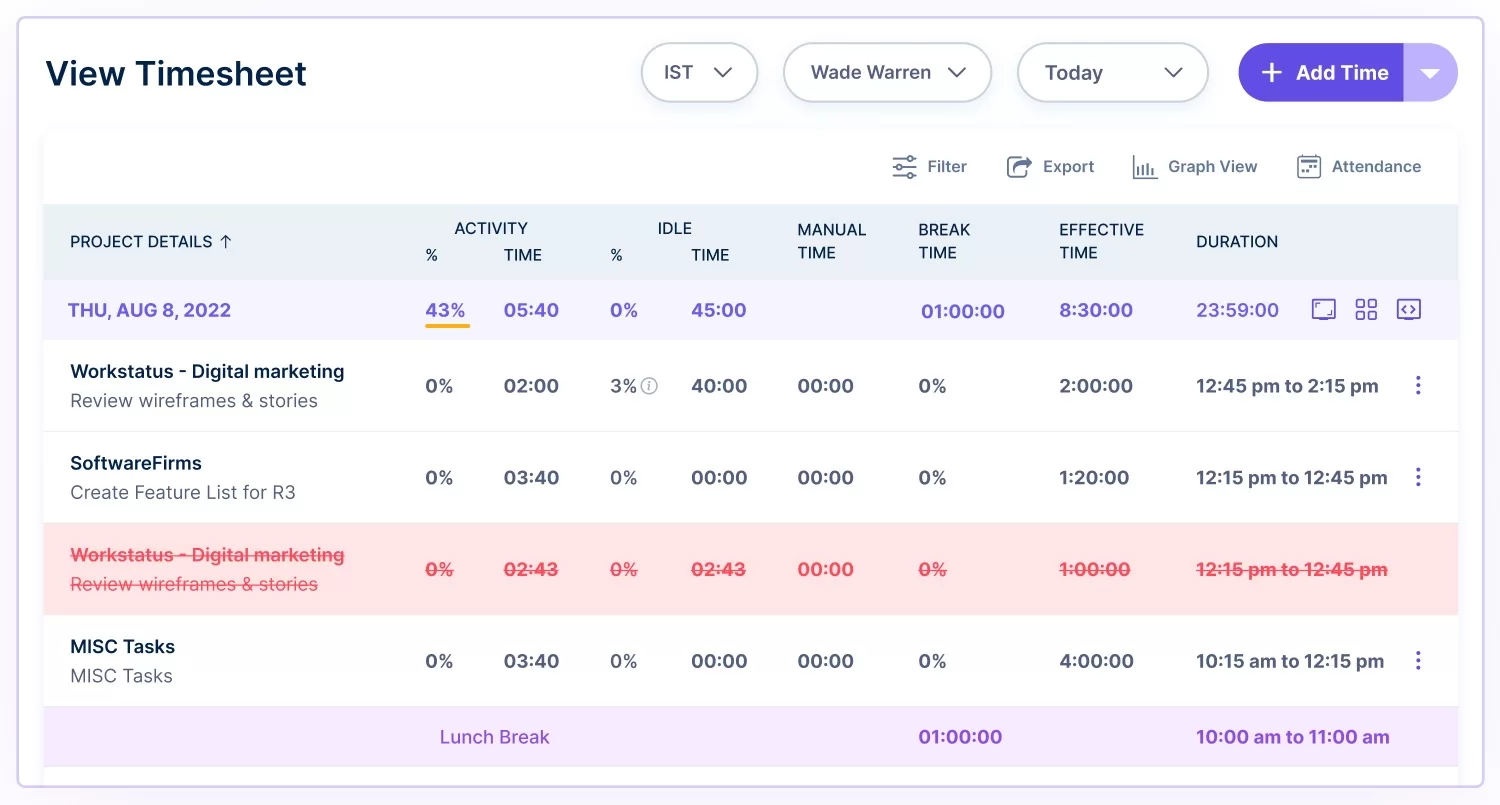 View Timesheet
IST
Wade Warren
Today
+ Add Time
Filter
Export
Graph View
Attendance
PROJECT DETAILS ↑
ACTIVITY
% TIME
IDLE
% TIME
MANUAL
TIME
BREAK
TIME
EFFECTIVE
TIME
DURATION
THU, AUG 8, 2022 43% 05:40 0% 45:00 01:00:00 8:30:00 23:59:00
Workstatus - Digital marketing
Review wireframes & stories
0% 02:00 3% 40:00 00:00 0% 2:00:00 12:45 pm to 2:15 pm
SoftwareFirms
Create Feature List for R3
0% 03:40 0% 00:00 00:00 0% 1:20:00 12:15 pm to 12:45 pm
Workstatus - Digital marketing
Review wireframes & stories
0% 02:43 0% 02:43 00:00 0% 1:00:00 12:15 pm to 12:45 pm
MISC Tasks
MISC Tasks
0% 03:40 0% 00:00 00:00 0% 4:00:00 10:15 am to 12:15 pm
Lunch Break 01:00:00 10:00 am to 11:00 am